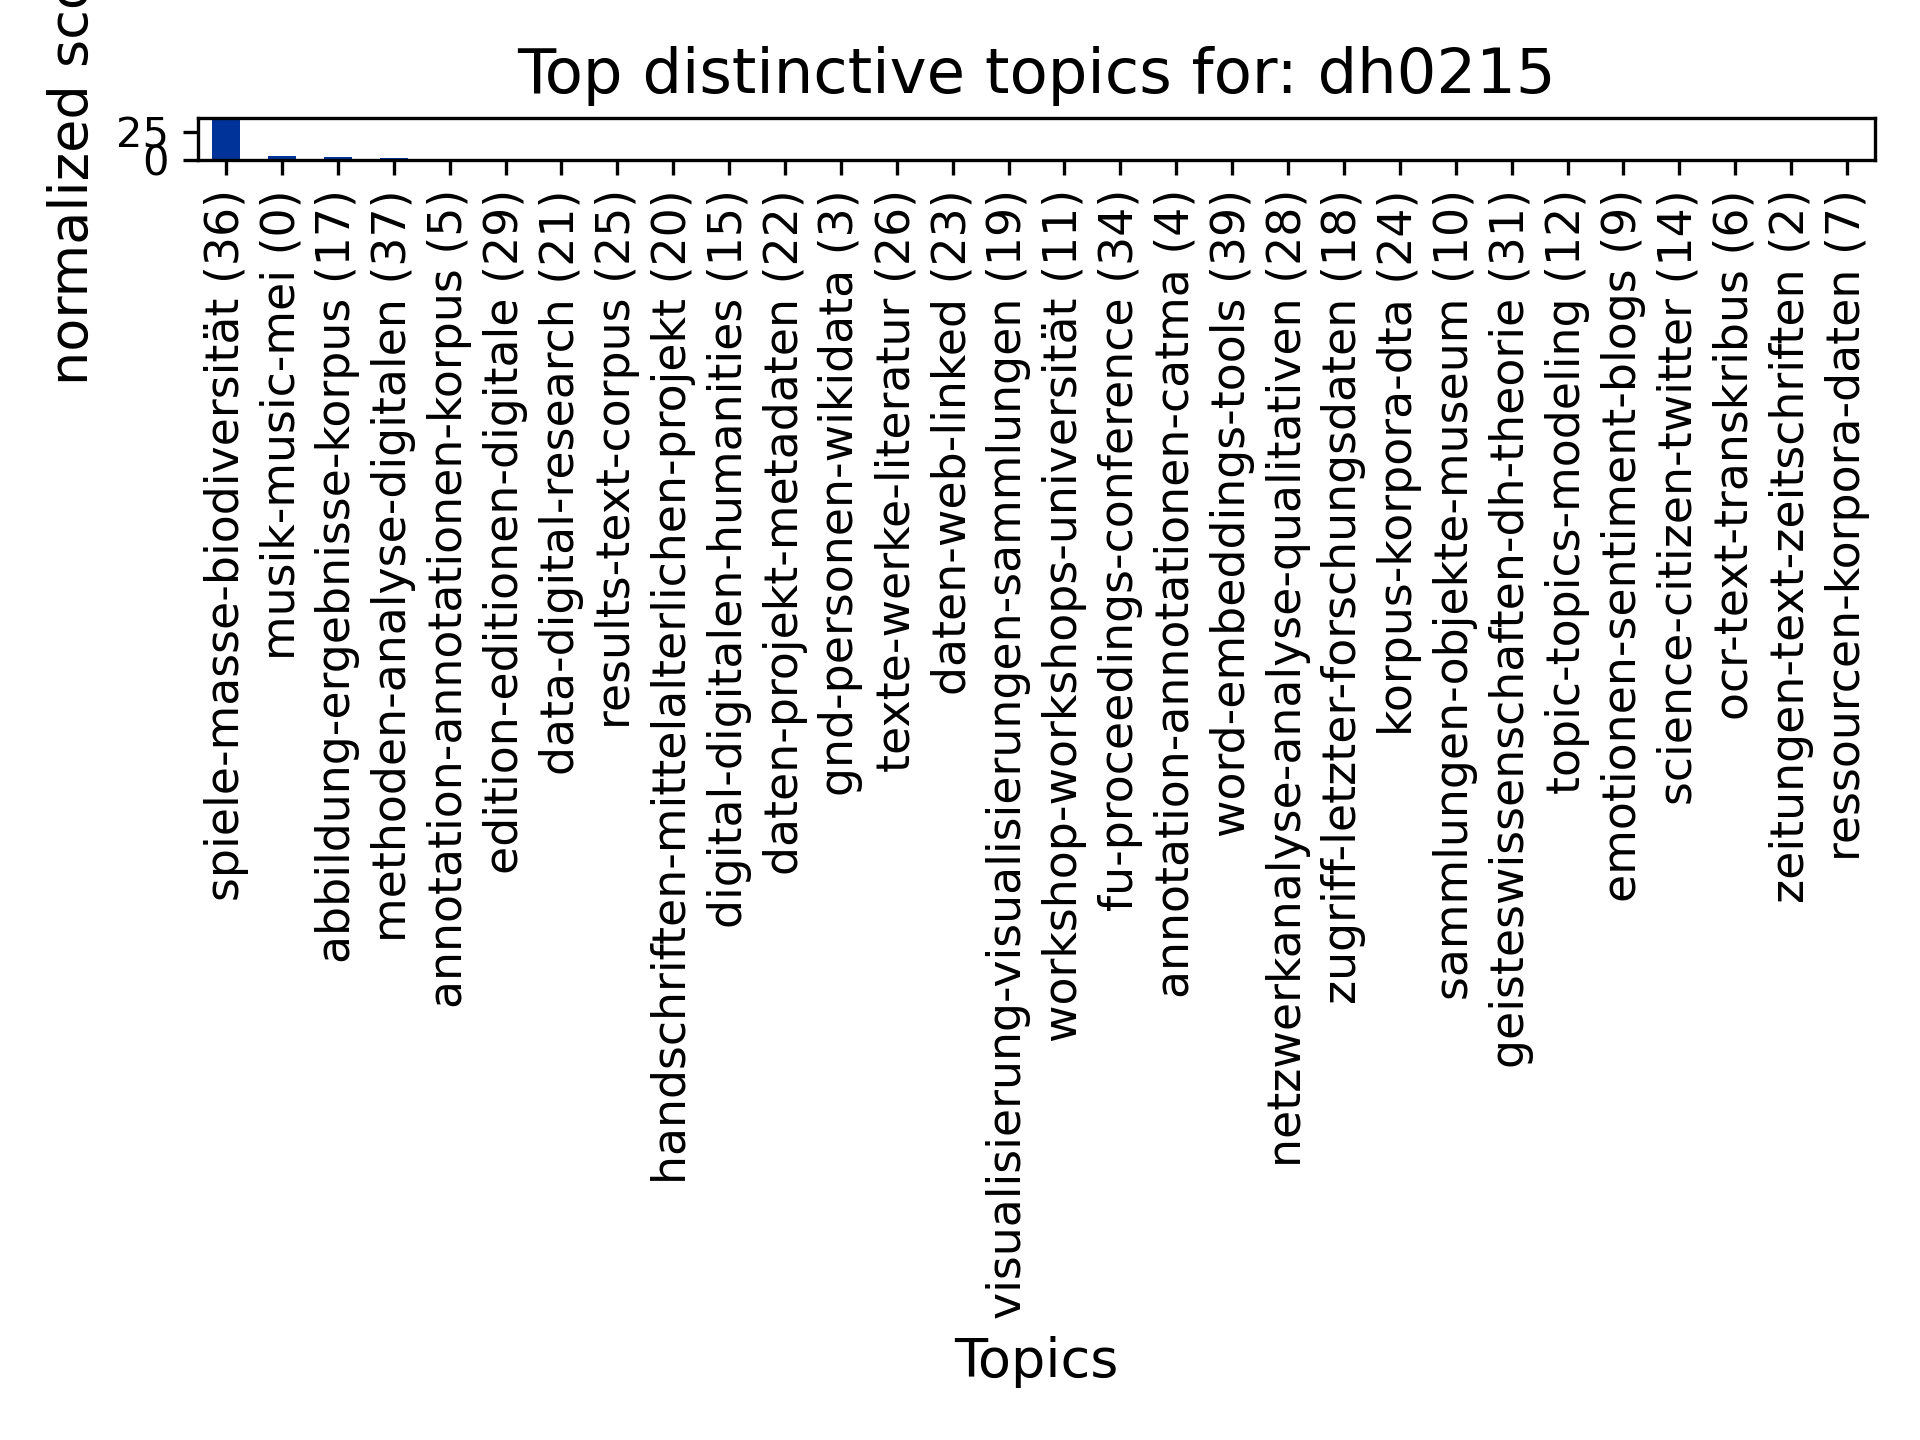 Top distinctive topics for: dh0215
normalized
25
0
spiele-masse-biodiversität (36)
musik-music-mei (0)
abbildung-ergebnisse-korpus (17)
methoden-analyse-digitalen (37)
annotation-annotationen-korpus (5)
edition-editionen-digitale (29)
data-digital-research (21)
results-text-corpus (25)
handschriften-mittelalterlichen-projekt (20)
digital-digitalen-humanities (15)
daten-projekt-metadaten (22)
gnd-personen-wikidata (3)
texte-werke-literatur (26)
daten-web-linked (23)
visualisierung-visualisierungen-sammlungen (19)
workshop-workshops-universität (11)
fu-proceedings-conference (34)
annotation-annotationen-catma (4)
word-embeddings-tools (39)
netzwerkanalyse-analyse-qualitativen (28)
zugriff-letzter-forschungsdaten (18)
korpus-korpora-dta (24)
sammlungen-objekte-museum (10)
geisteswissenschaften-dh-theorie (31)
topic-topics-modeling (12)
emotionen-sentiment-blogs (9)
science-citizen-twitter (14)
ocr-text-transkribus (6)
zeitungen-text-zeitschriften (2)
ressourcen-korpora-daten (7)
Topics